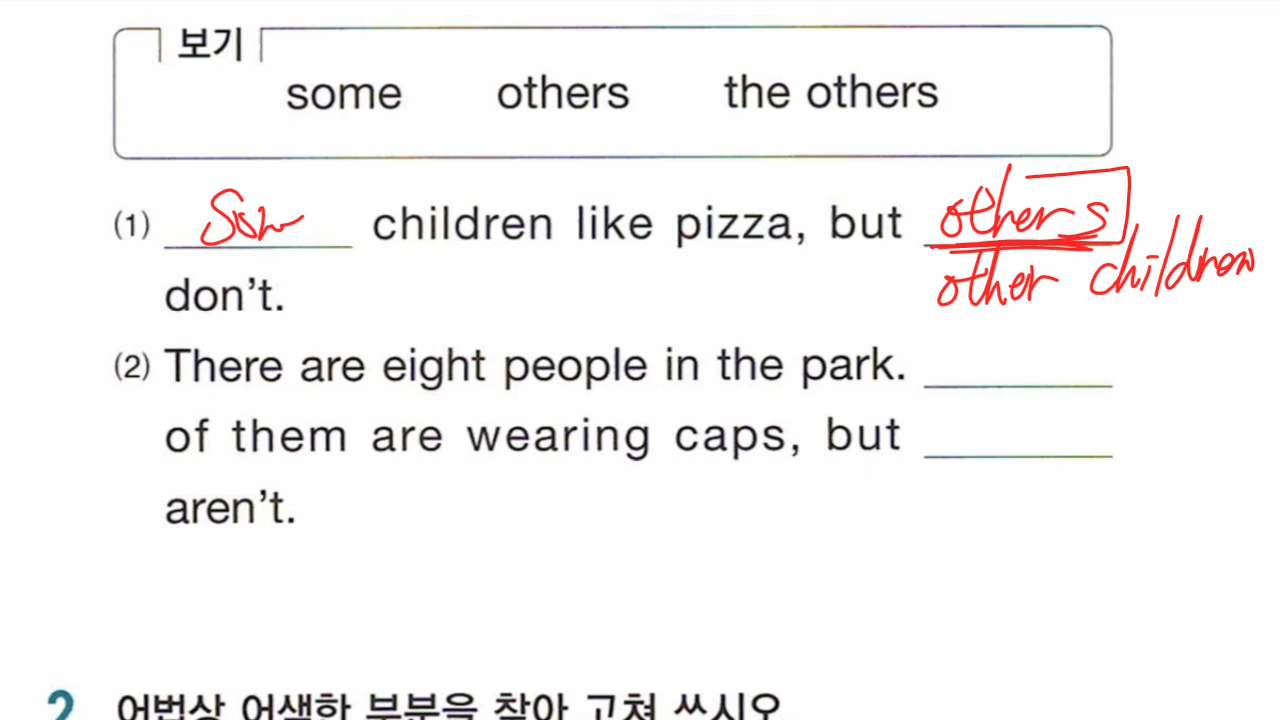 보기
some others the others
(1) Som children like pizza, but others
don't. other children
(2) There are eight people in the park. 
of them are wearing caps, but 
aren't.
2 어법상 어색한 부분을 찾아 고쳐 쓰시오